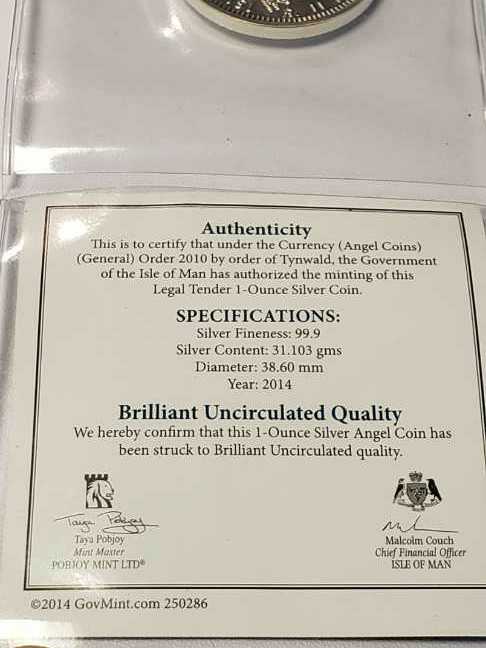 Authenticity
This is to certify that under the Currency (Angel Coins)
(General) Order 2010 by order of Tynwald, the Government
of the Isle of Man has authorized the minting of this
Legal Tender 1-Ounce Silver Coin.
SPECIFICATIONS:
Silver Fineness: 99.9
Silver Content: 31.103 gms
Diameter: 38.60 mm
Year: 2014
Brilliant Uncirculated Quality
We hereby confirm that this 1-Ounce Silver Angel Coin has
been struck to Brilliant Uncirculated quality.
Taya Pobjoy
Taya Pobjoy
Mint Master
POBJOY MINT LTD®
Malcolm Couch
Chief Financial Officer
ISLE OF MAN
©2014 GovMint.com 250286